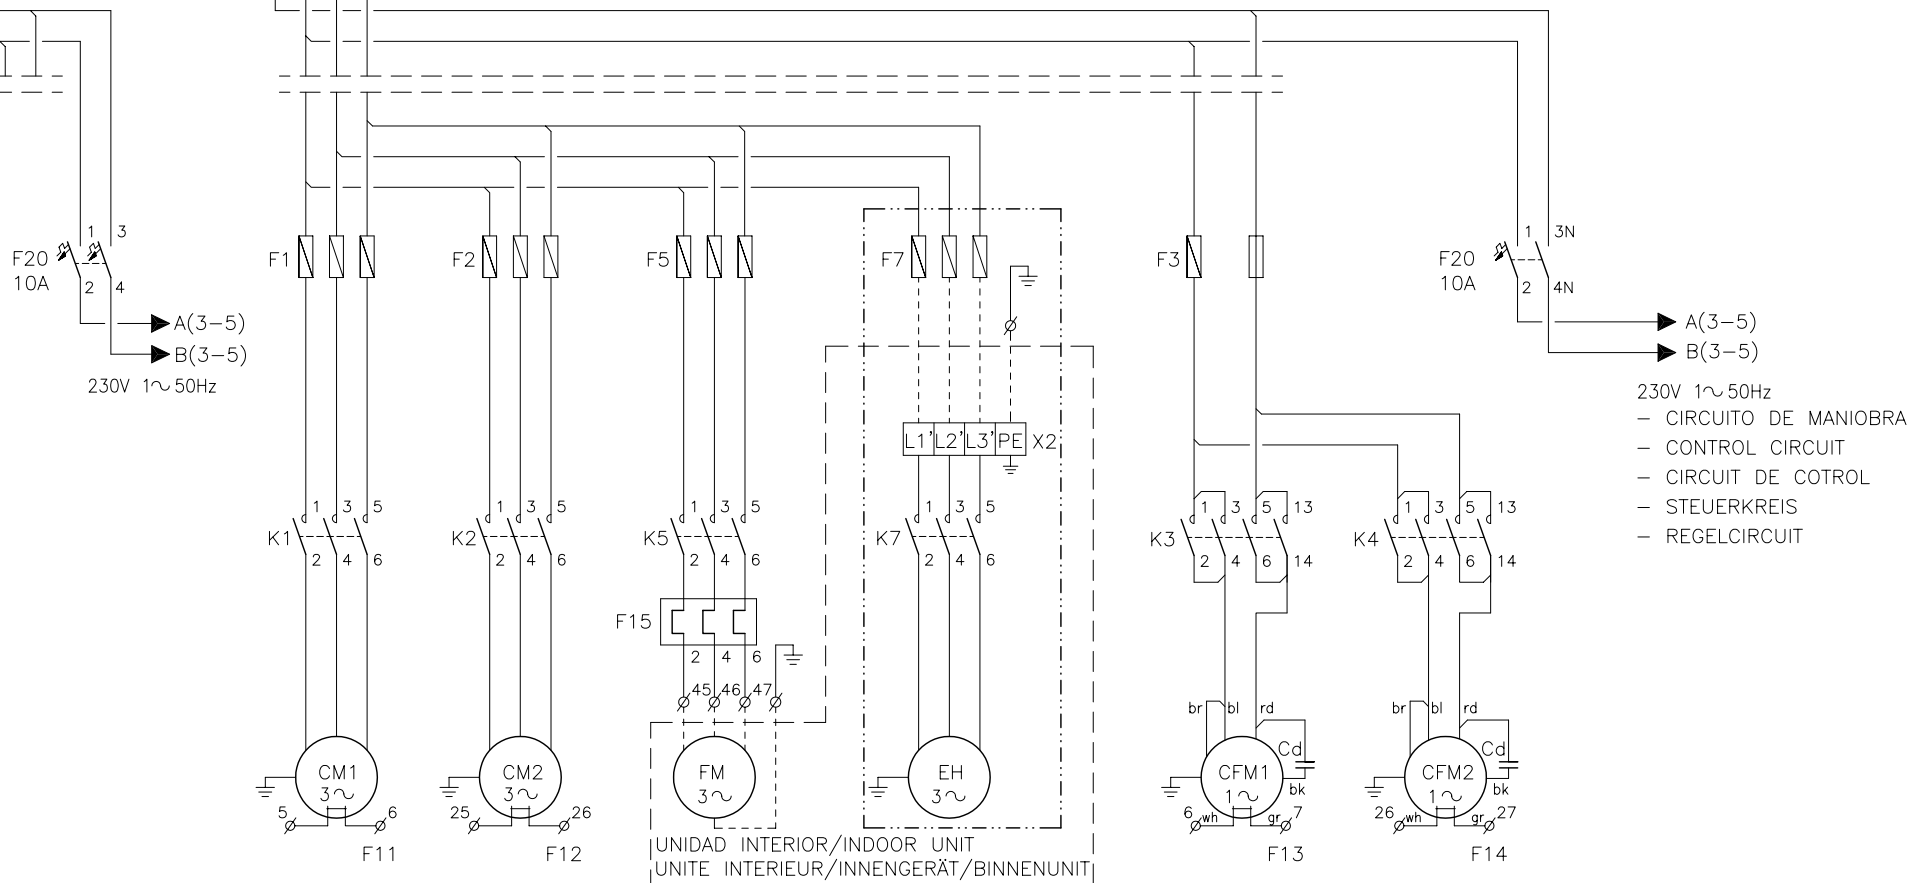 1 3
F20
10A
2 4
A(3-5)
B(3-5)
230V 1~50Hz
F1 F2 F5 F7 F3
1 3N
F20
10A
2 4N
A(3-5)
B(3-5)
230V 1~50Hz
- CIRCUITO DE MANIOBRA
- CONTROL CIRCUIT
- CIRCUIT DE COTROL
- STEUERKREIS
- REGELCIRCUIT
L1' L2' L3' PE X2
1 3 5
K1
2 4 6
1 3 5
K2
2 4 6
1 3 5
K5
2 4 6
1 3 5
K7
2 4 6
1 3 5 13
K3
2 4 6 14
1 3 5 13
K4
2 4 6 14
F15
2 4 6
45 46 47
CM1
3~
5 6
F11
CM2
3~
25 26
F12
FM
3~
EH
3~
UNIDAD INTERIOR/INDOOR UNIT
UNITE INTERIEUR/INNENGERÄT/BINNENUNIT
br bl rd
Cd
CFM1
1~
bk
6 wh gr 7
F13
br bl rd
Cd
CFM2
1~
bk
26 wh gr 27
F14